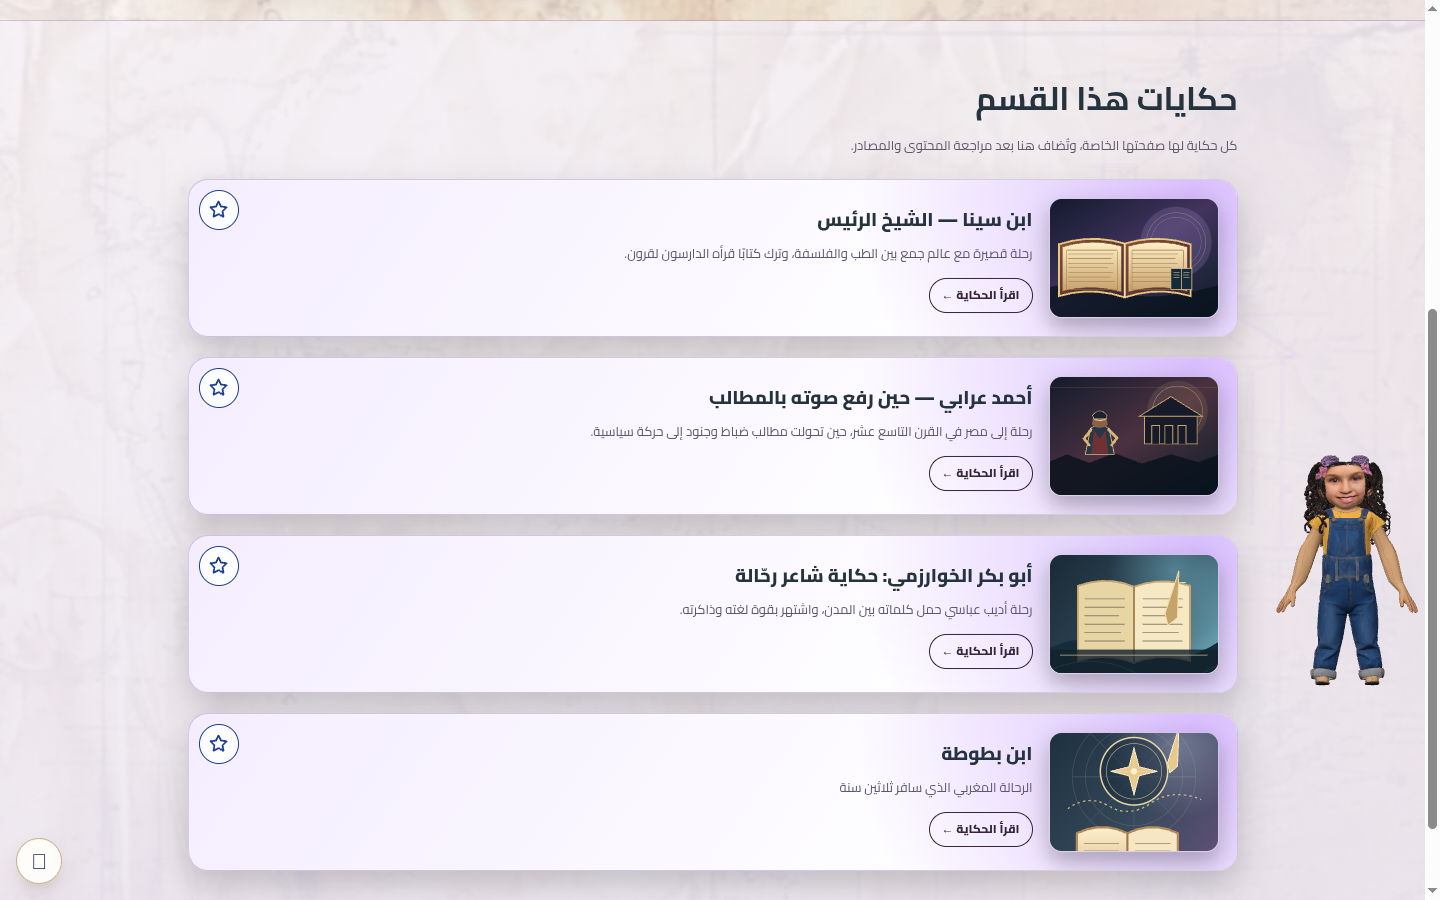 حكايات هذا القسم
كل حكاية لها صفحتها الخاصة، وتُضاف هنا بعد مراجعة المحتوى والمصادر.
ابن سينا — الشيخ الرئيس
رحلة قصيرة مع عالم جمع بين الطب والفلسفة، وترك كتابًا قرأه الدارسون لقرون.
اقرأ الحكاية ←
أحمد عرابي — حين رفع صوته بالمطالب
رحلة إلى مصر في القرن التاسع عشر، حين تحولت مطالب ضباط وجنود إلى حركة سياسية.
اقرأ الحكاية ←
أبو بكر الخوارزمي: حكاية شاعر رحّالة
رحلة أديب عباسي حمل كلماته بين المدن، واشتهر بقوة لغته وذاكرته.
اقرأ الحكاية ←
ابن بطوطة
الرحالة المغربي الذي سافر ثلاثين سنة
اقرأ الحكاية ←